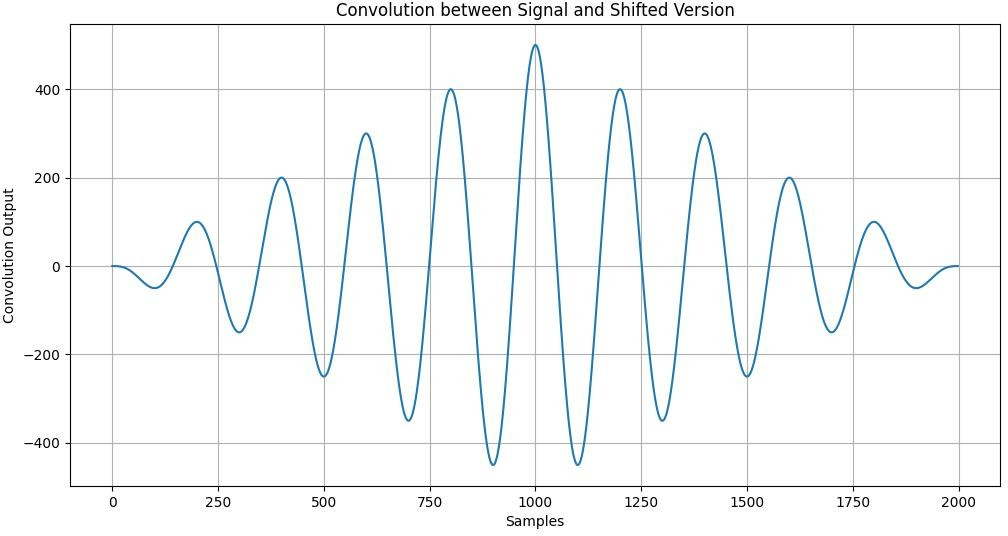 Convolution between Signal and Shifted Version
Convolution Output
400
200
0
−200
−400
0 250 500 750 1000 1250 1500 1750 2000
Samples